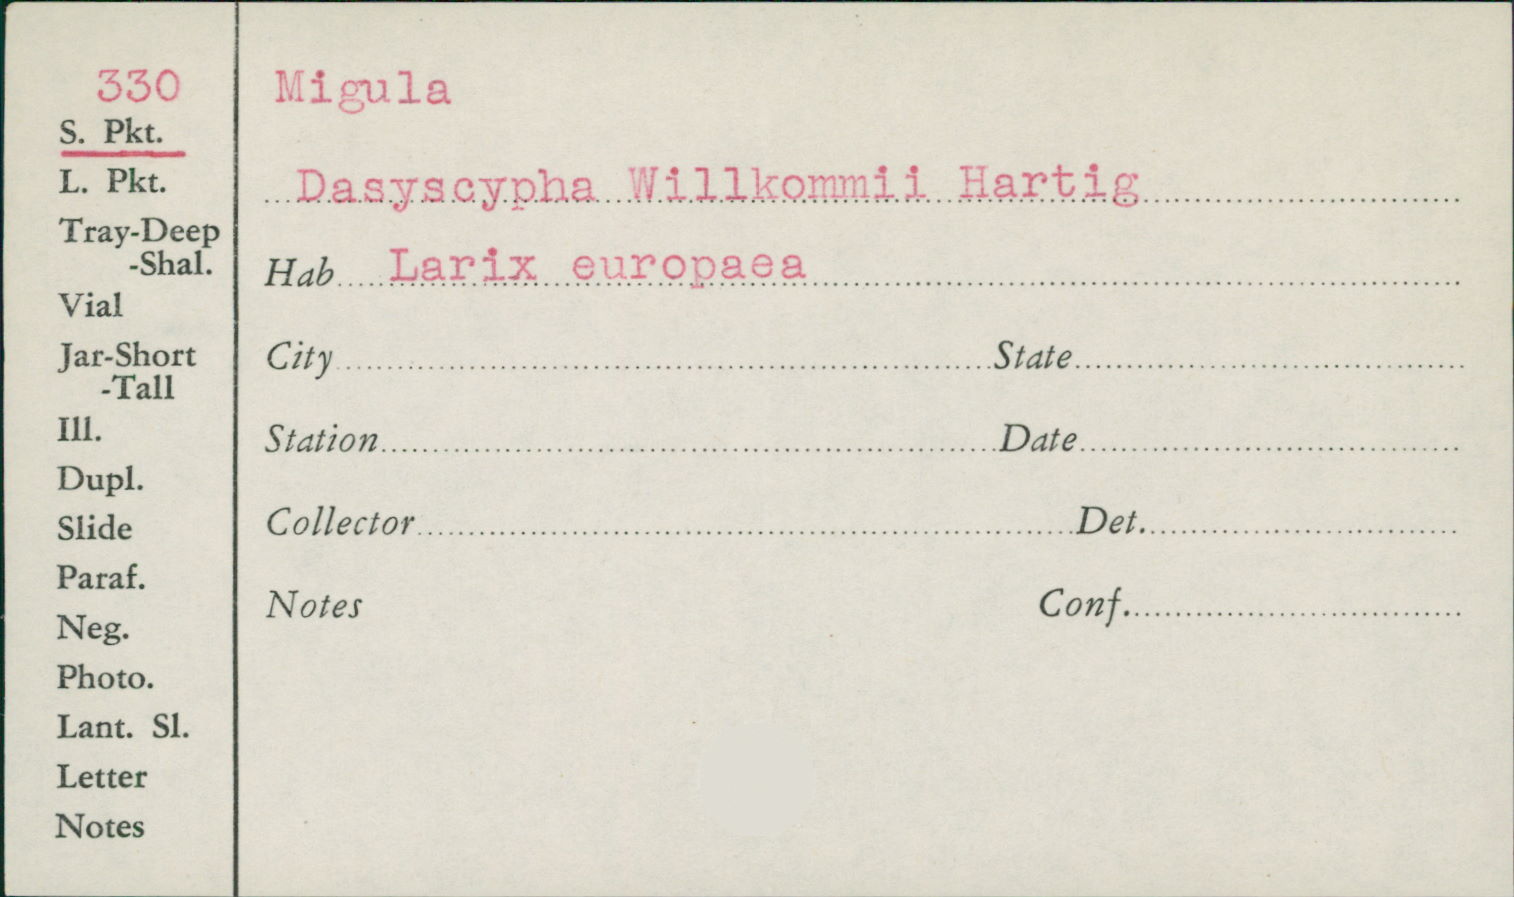 330
S. Pkt.
L. Pkt.
Tray-Deep
-Shal.
Vial
Jar-Short
-Tall
Ill.
Dupl.
Slide
Paraf.
Neg.
Photo.
Lant. Sl.
Letter
Notes
Migula
Dasyscypha Willkommii Hartig
Hab Larix europaea
City State
Station Date
Collector Det.
Notes Conf.